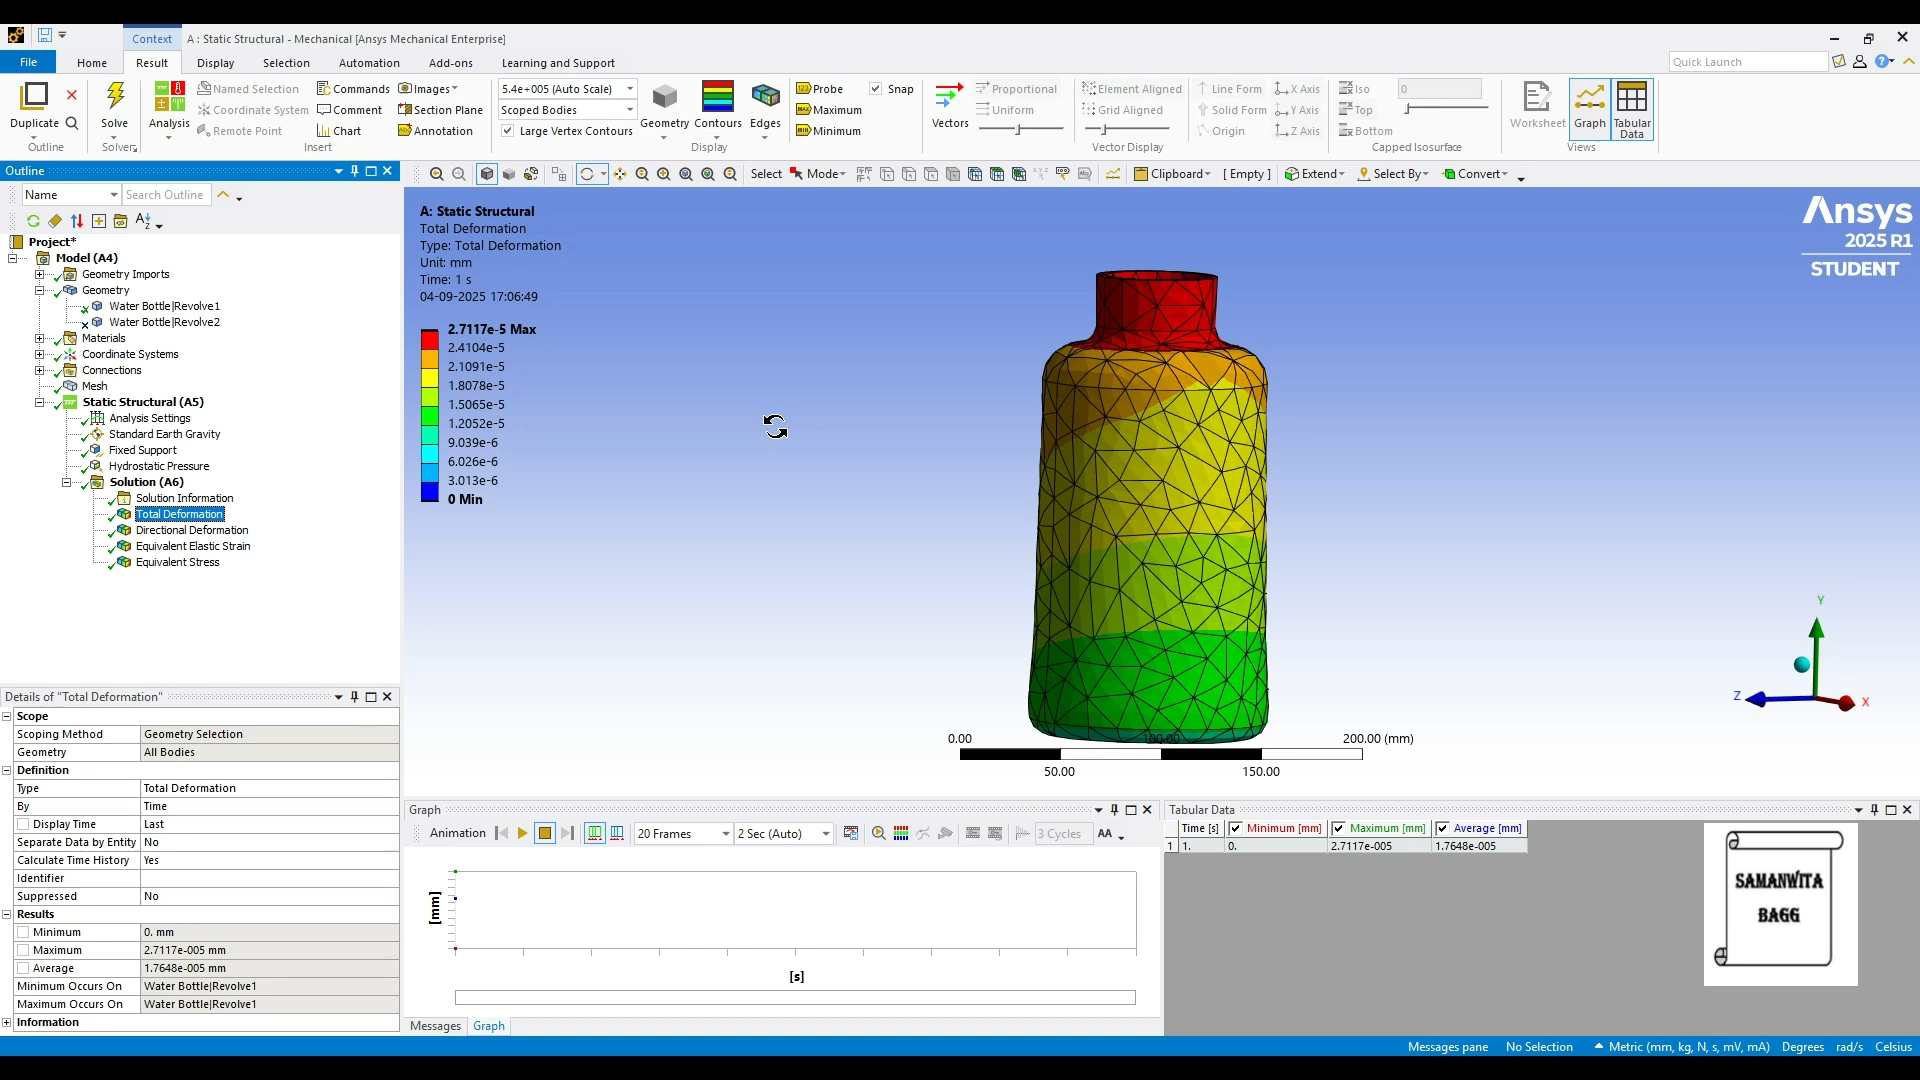 Context
A : Static Structural - Mechanical [Ansys Mechanical Enterprise]
File Home Result Display Selection Automation Add-ons Learning and Support Quick Launch
Duplicate
Outline
Solve
Solver
Analysis
Named Selection
Coordinate System
Remote Point
Commands
Comment
Chart
Images
Section Plane
Annotation
Insert
5.4e+005 (Auto Scale)
Scoped Bodies
Large Vertex Contours
Geometry
Contours
Edges
Display
Probe
Maximum
Minimum
Snap
Vectors
Proportional
Uniform
Element Aligned
Grid Aligned
Line Form
Solid Form
Origin
X Axis
Y Axis
Z Axis
Vector Display
Iso
Top
Bottom
0
Capped Isosurface
Worksheet
Graph
Tabular
Data
Views
Outline
Name Search Outline
Select Mode Clipboard [ Empty ] Extend Select By Convert
Project*
Model (A4)
Geometry Imports
Geometry
Water Bottle|Revolve1
Water Bottle|Revolve2
Materials
Coordinate Systems
Connections
Mesh
Static Structural (A5)
Analysis Settings
Standard Earth Gravity
Fixed Support
Hydrostatic Pressure
Solution (A6)
Solution Information
Total Deformation
Directional Deformation
Equivalent Elastic Strain
Equivalent Stress
A: Static Structural
Total Deformation
Type: Total Deformation
Unit: mm
Time: 1 s
04-09-2025 17:06:49
2.7117e-5 Max
2.4104e-5
2.1091e-5
1.8078e-5
1.5065e-5
1.2052e-5
9.039e-6
6.026e-6
3.013e-6
0 Min
Ansys
2025 R1
STUDENT
Y
Z
X
0.00 100.00 200.00 (mm)
50.00 150.00
Details of "Total Deformation"
Scope
Scoping Method Geometry Selection
Geometry All Bodies
Definition
Type Total Deformation
By Time
Display Time Last
Separate Data by Entity No
Calculate Time History Yes
Identifier
Suppressed No
Results
Minimum 0. mm
Maximum 2.7117e-005 mm
Average 1.7648e-005 mm
Minimum Occurs On Water Bottle|Revolve1
Maximum Occurs On Water Bottle|Revolve1
Information
Graph
Animation 20 Frames 2 Sec (Auto) 3 Cycles AA
[mm]
[s]
Messages Graph
Tabular Data
Time [s] Minimum [mm] Maximum [mm] Average [mm]
1 1. 0. 2.7117e-005 1.7648e-005
SAMANWITA
BAGG
Messages pane No Selection Metric (mm, kg, N, s, mV, mA) Degrees rad/s Celsius